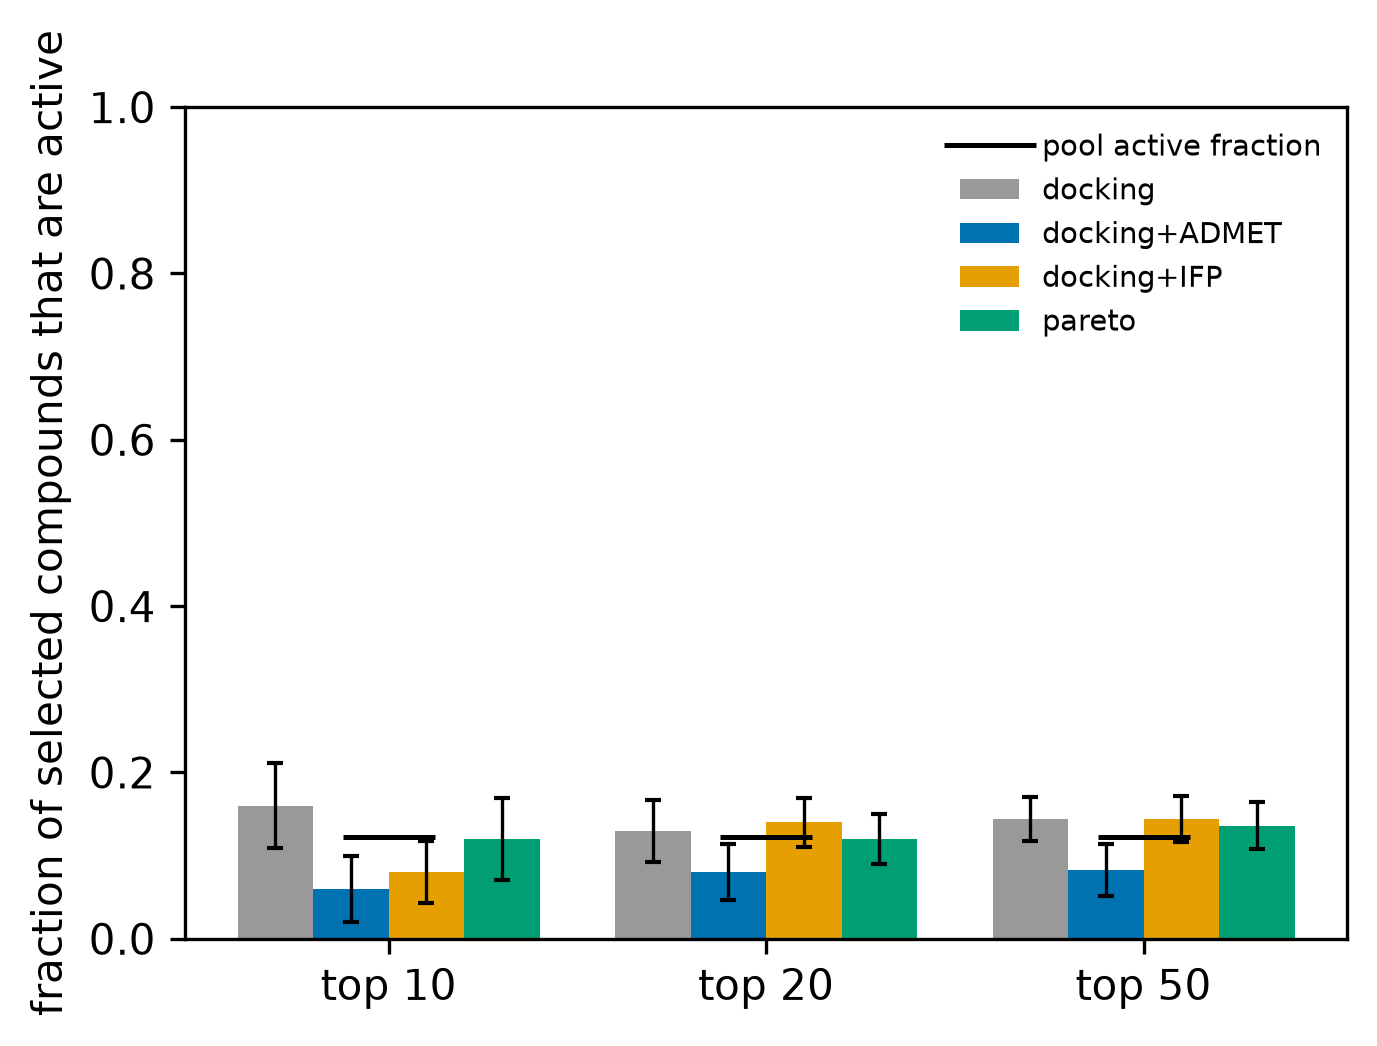 fraction of selected compounds that are active
1.0
0.8
0.6
0.4
0.2
0.0
pool active fraction
docking
docking+ADMET
docking+IFP
pareto
top 10
top 20
top 50